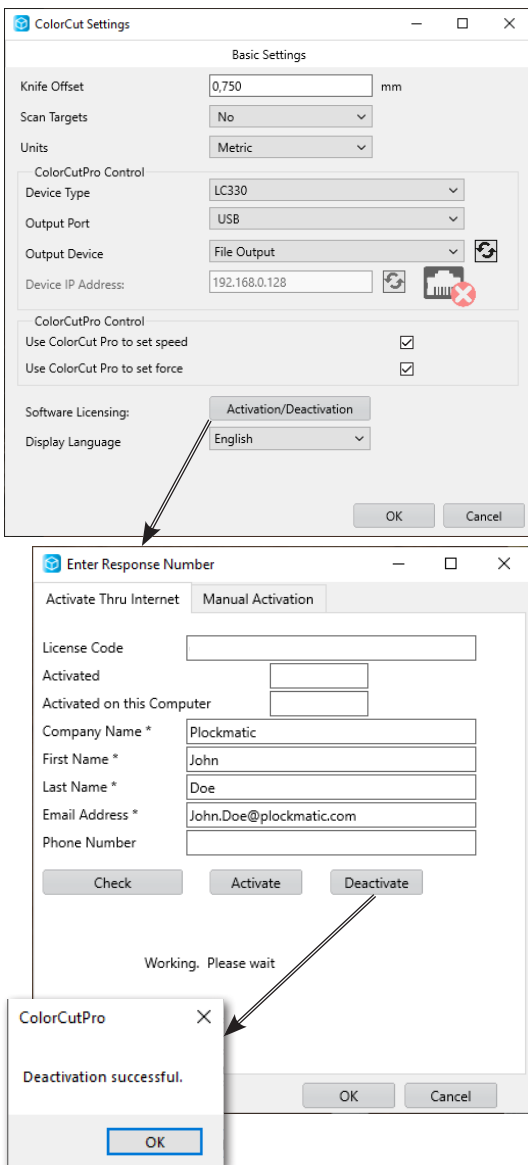 ColorCut Settings
Basic Settings
Knife Offset 0,750 mm
Scan Targets No
Units Metric
ColorCutPro Control
Device Type LC330
Output Port USB
Output Device File Output
Device IP Address: 192.168.0.128
ColorCutPro Control
Use ColorCut Pro to set speed
Use ColorCut Pro to set force
Software Licensing: Activation/Deactivation
Display Language English
OK Cancel
Enter Response Number
Activate Thru Internet Manual Activation
License Code
Activated
Activated on this Computer
Company Name * Plockmatic
First Name * John
Last Name * Doe
Email Address * John.Doe@plockmatic.com
Phone Number
Check Activate Deactivate
Working. Please wait
ColorCutPro
Deactivation successful.
OK Cancel
OK